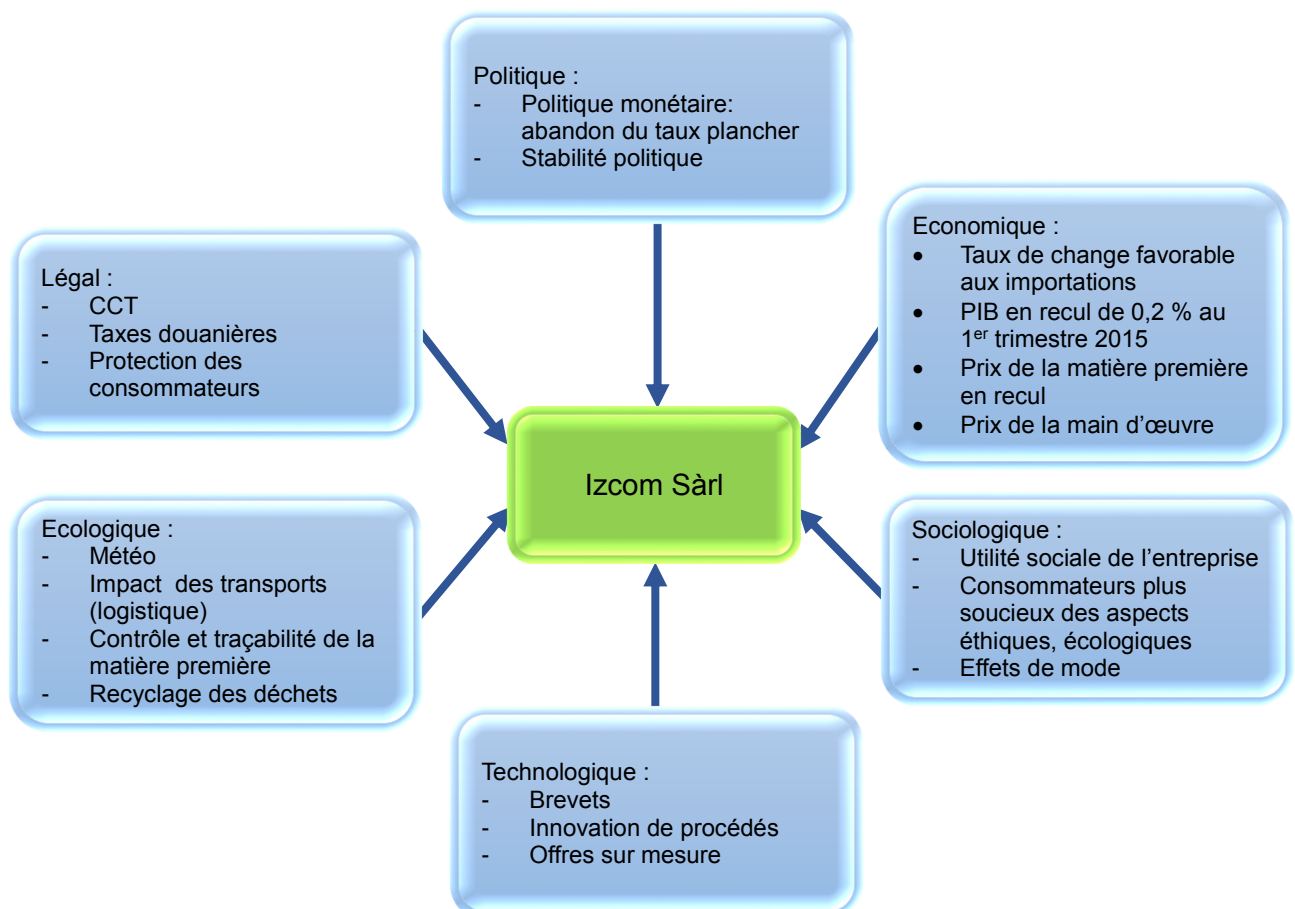 Politique :
- Politique monétaire:
abandon du taux plancher
- Stabilité politique
Légal :
- CCT
- Taxes douanières
- Protection des
consommateurs
Economique :
• Taux de change favorable
aux importations
• PIB en recul de 0,2 % au
1er trimestre 2015
• Prix de la matière première
en recul
• Prix de la main d’œuvre
Izcom Sàrl
Ecologique :
- Météo
- Impact des transports
(logistique)
- Contrôle et traçabilité de la
matière première
- Recyclage des déchets
Sociologique :
- Utilité sociale de l’entreprise
- Consommateurs plus
soucieux des aspects
éthiques, écologiques
- Effets de mode
Technologique :
- Brevets
- Innovation de procédés
- Offres sur mesure